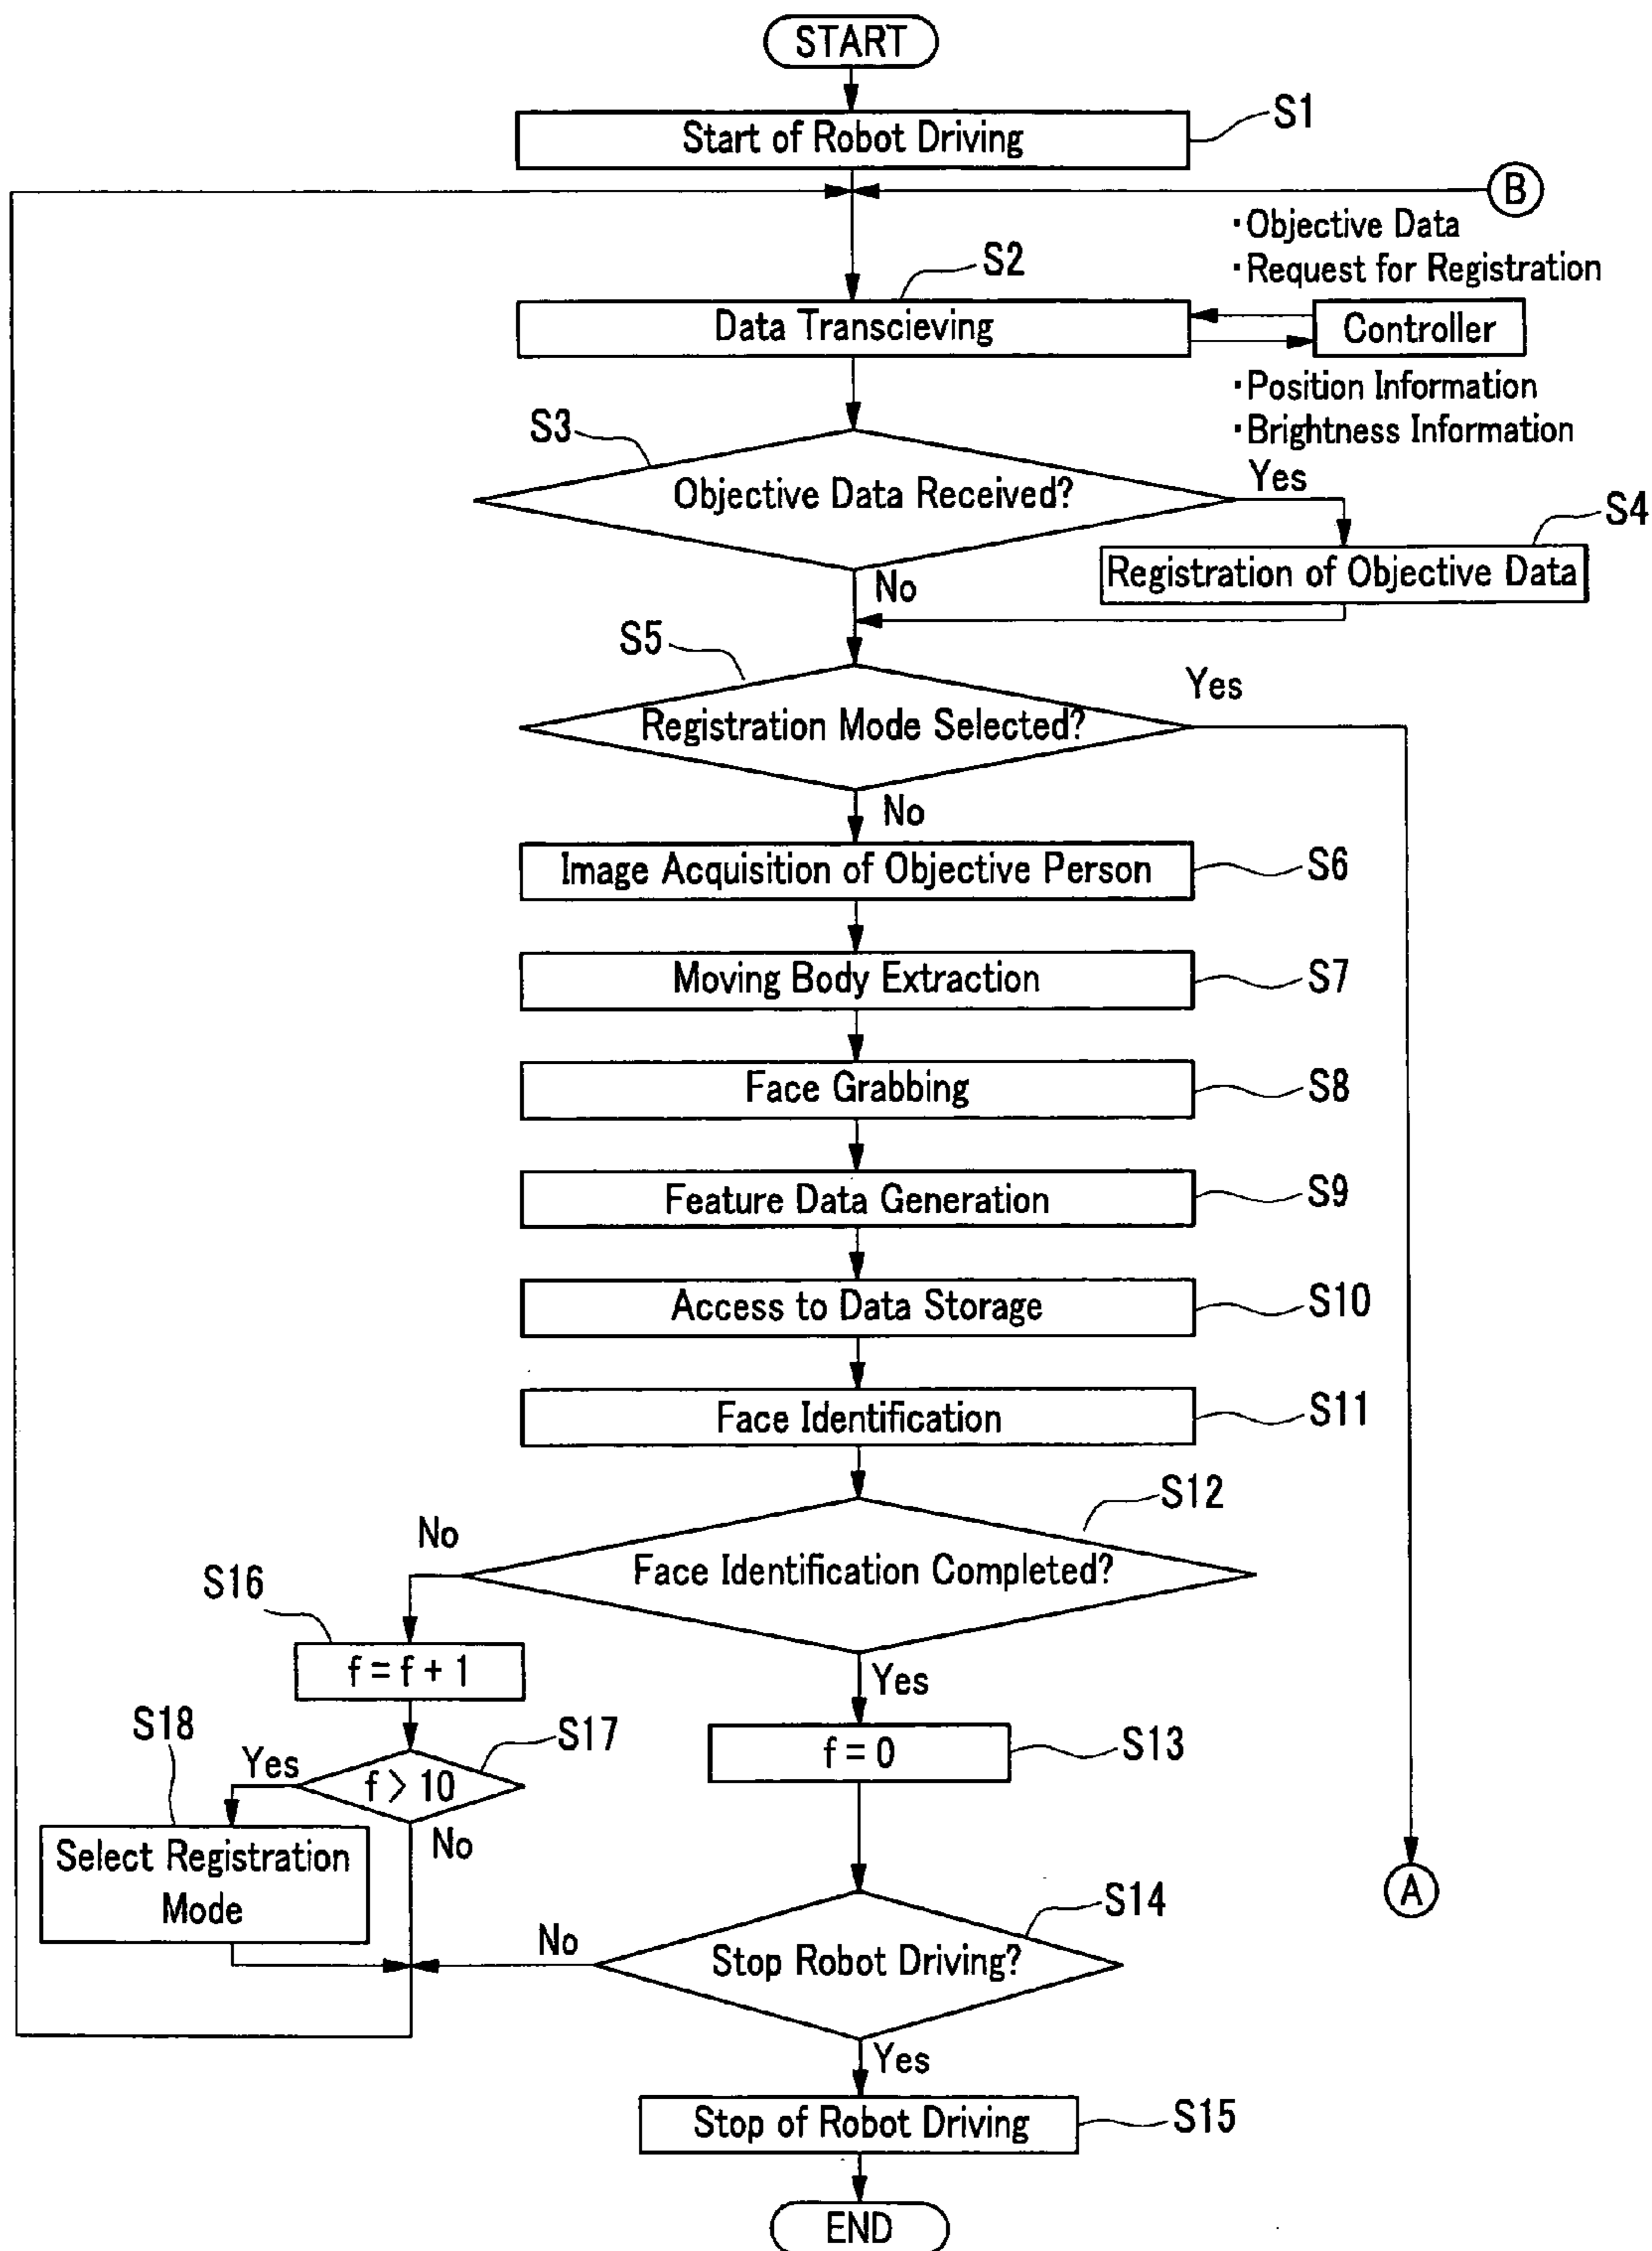 START
Start of Robot Driving
S1
B
・Objective Data
・Request for Registration
S2
Data Transcieving
Controller
・Position Information
・Brightness Information
S3
Objective Data Received?
Yes
S4
Registration of Objective Data
No
S5
Yes
Registration Mode Selected?
No
Image Acquisition of Objective Person
S6
Moving Body Extraction
S7
Face Grabbing
S8
Feature Data Generation
S9
Access to Data Storage
S10
Face Identification
S11
S12
No
Face Identification Completed?
S16
f = f + 1
Yes
S18
S17
f = 0
S13
Yes
f > 10
No
Select Registration
Mode
A
S14
No
Stop Robot Driving?
Yes
Stop of Robot Driving
S15
END